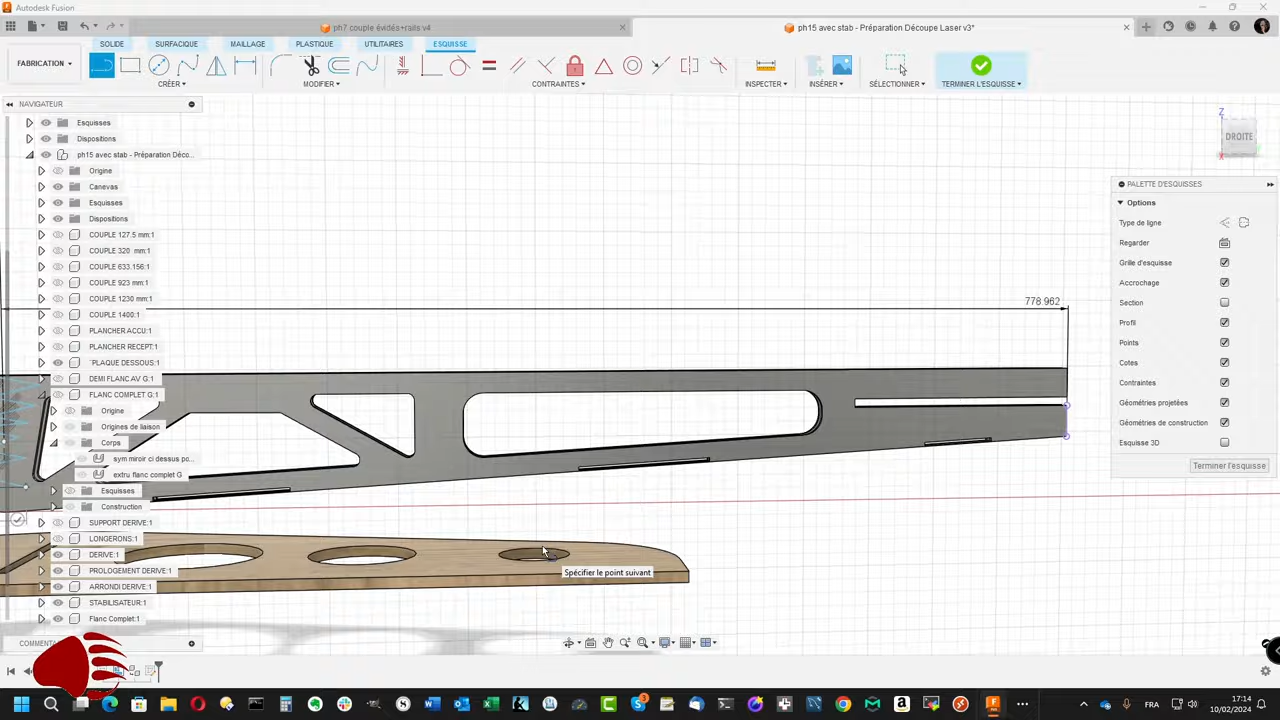 Autodesk Fusion
ph7 couple évidés+rails v4
ph15 avec stab - Préparation Découpe Laser v3*
SOLIDE
SURFACIQUE
MAILLAGE
PLASTIQUE
UTILITAIRES
ESQUISSE
FABRICATION
CRÉER
MODIFIER
CONTRAINTES
INSPECTER
INSÉRER
SÉLECTIONNER
TERMINER L'ESQUISSE
NAVIGATEUR
Esquisses
Dispositions
ph15 avec stab - Préparation Déco...
Origine
Canevas
Esquisses
Dispositions
COUPLE 127.5 mm:1
COUPLE 320 mm:1
COUPLE 633.156:1
COUPLE 923 mm:1
COUPLE 1230 mm:1
COUPLE 1400:1
PLANCHER ACCU:1
PLANCHER RECEPT:1
PLAQUE DESSOUS:1
DEMI FLANC AV G:1
FLANC COMPLET G:1
Origine
Origines de liaison
Corps
sym miroir ci dessus po...
extru flanc complet G
Esquisses
Construction
SUPPORT DERIVE:1
LONGERONS:1
DERIVE:1
PROLOGEMENT DERIVE:1
ARRONDI DERIVE:1
STABILISATEUR:1
Flanc Complet:1
778.962
Spécifier le point suivant
Z
DROITE
X
PALETTE D'ESQUISSES
Options
Type de ligne
Regarder
Grille d'esquisse
Accrochage
Section
Profil
Points
Cotes
Contraintes
Géométries projetées
Géométries de construction
Esquisse 3D
Terminer l'esquisse
FRA
17:14
10/02/2024